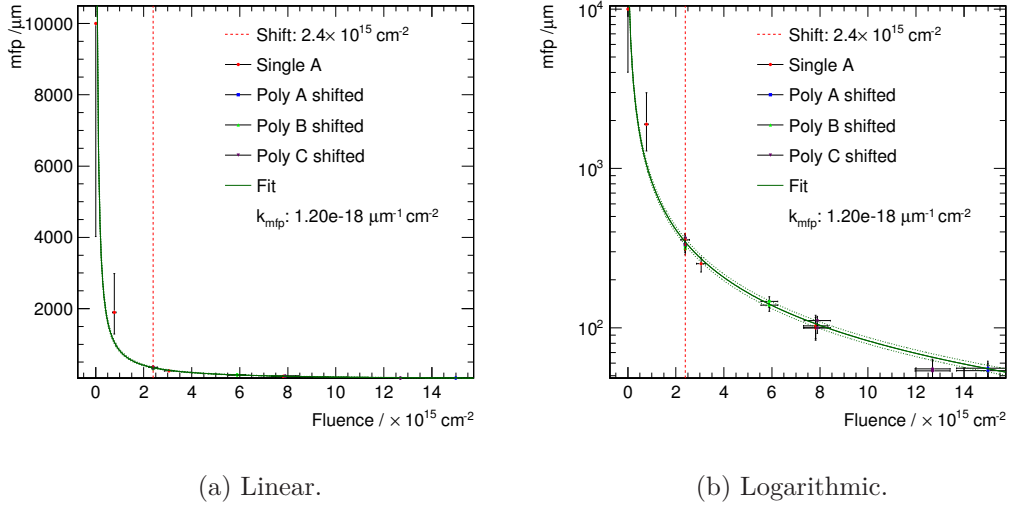 mfp /μm
10000
8000
6000
4000
2000
Shift: 2.4× 10¹⁵ cm⁻²
Single A
Poly A shifted
Poly B shifted
Poly C shifted
Fit
k_mfp: 1.20e-18 μm⁻¹ cm⁻²
0 2 4 6 8 10 12 14
Fluence / × 10¹⁵ cm⁻²
(a) Linear.
mfp /μm
10⁴
10³
10²
Shift: 2.4× 10¹⁵ cm⁻²
Single A
Poly A shifted
Poly B shifted
Poly C shifted
Fit
k_mfp: 1.20e-18 μm⁻¹ cm⁻²
0 2 4 6 8 10 12 14
Fluence / × 10¹⁵ cm⁻²
(b) Logarithmic.